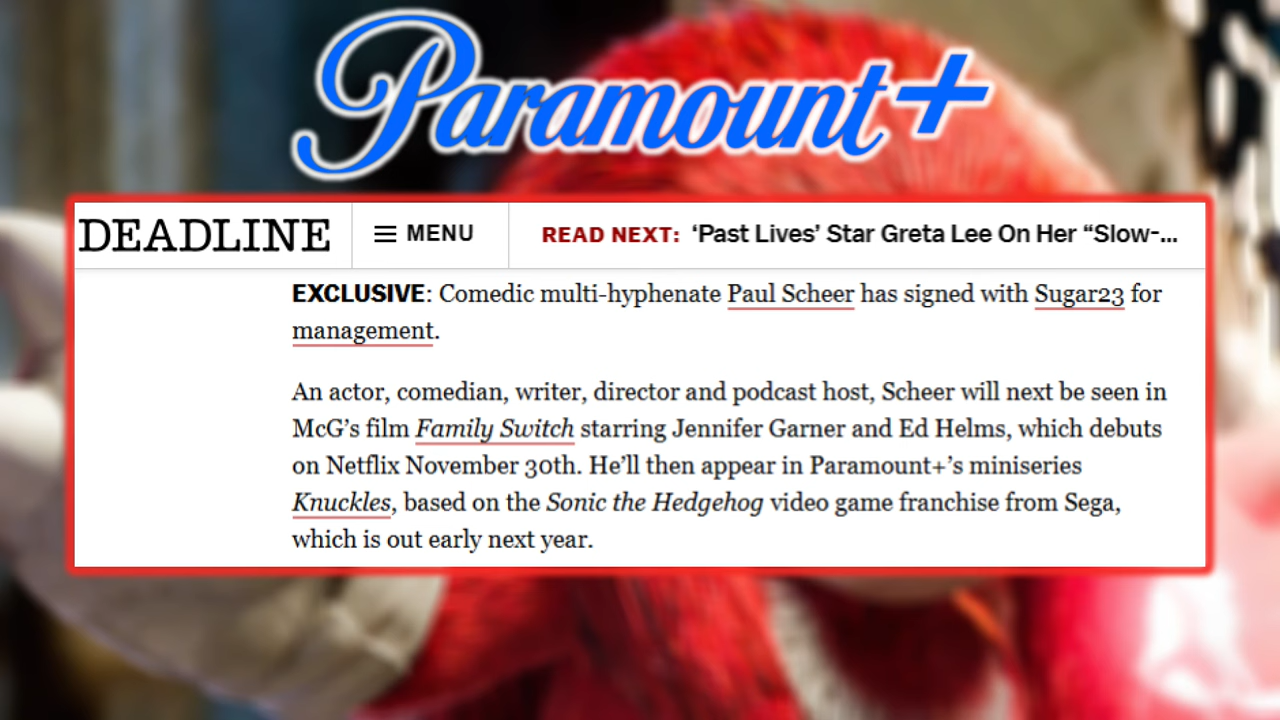 Paramount+
DEADLINE
MENU
READ NEXT: ‘Past Lives’ Star Greta Lee On Her “Slow-...
EXCLUSIVE: Comedic multi-hyphenate Paul Scheer has signed with Sugar23 for
management.
An actor, comedian, writer, director and podcast host, Scheer will next be seen in
McG’s film Family Switch starring Jennifer Garner and Ed Helms, which debuts
on Netflix November 30th. He’ll then appear in Paramount+’s miniseries
Knuckles, based on the Sonic the Hedgehog video game franchise from Sega,
which is out early next year.